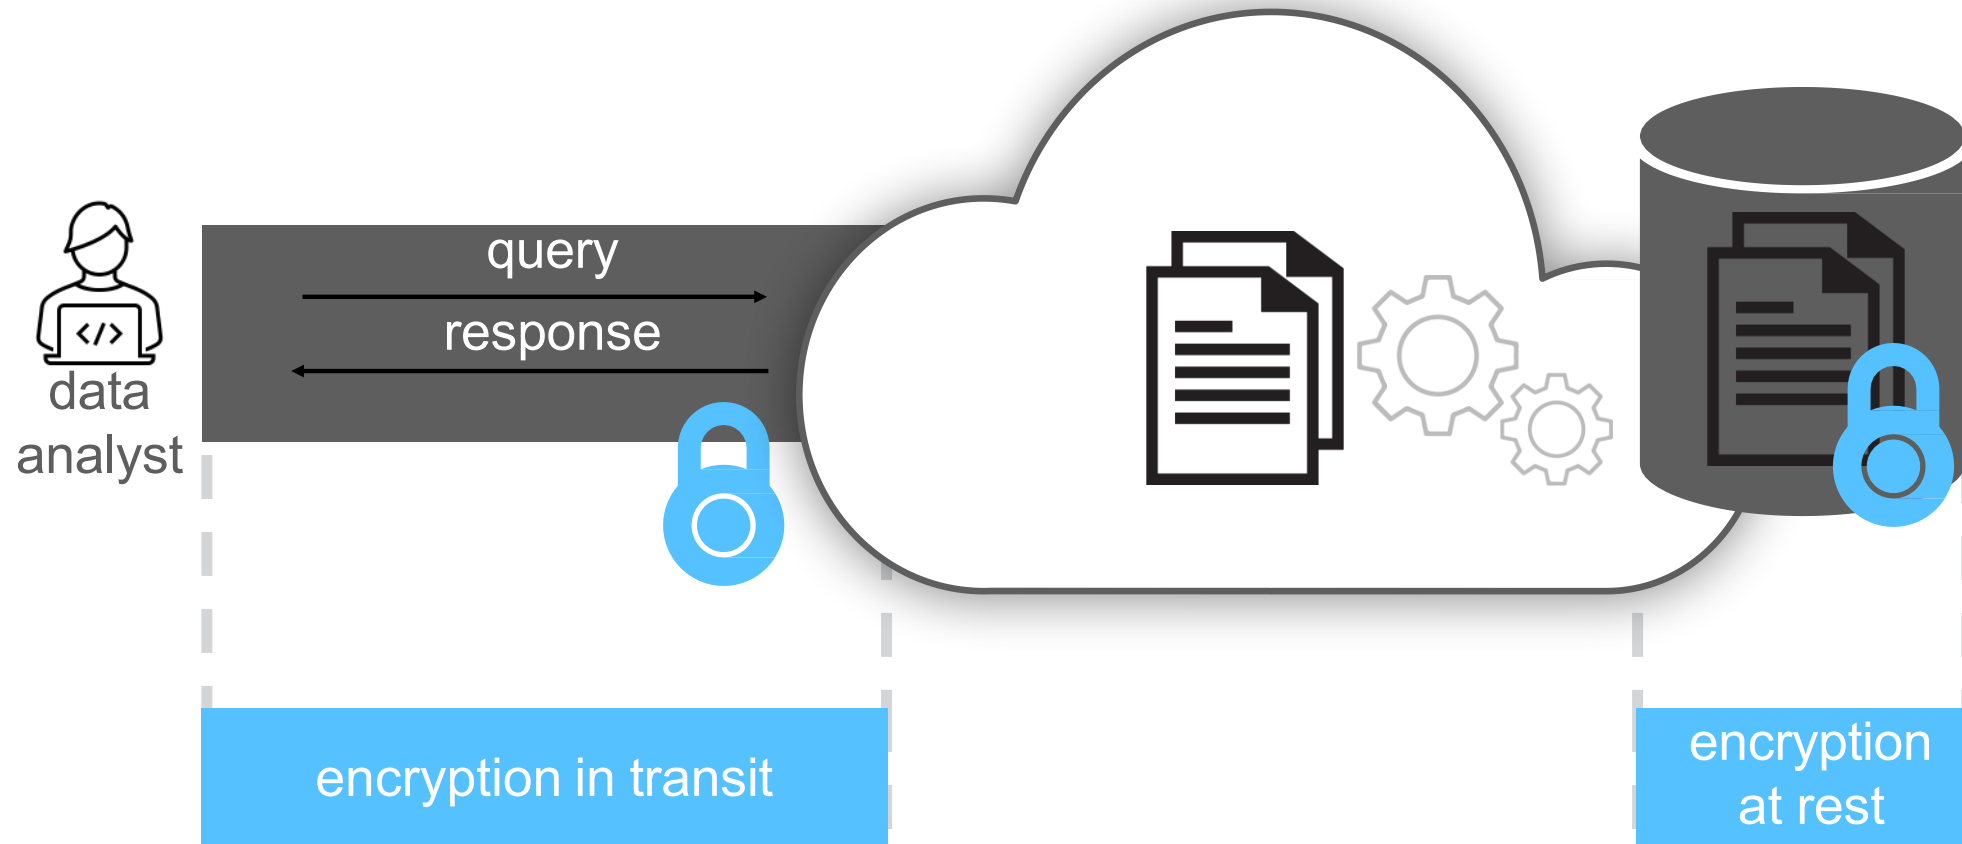 query
response
</>
data
analyst
encryption in transit
encryption
at rest